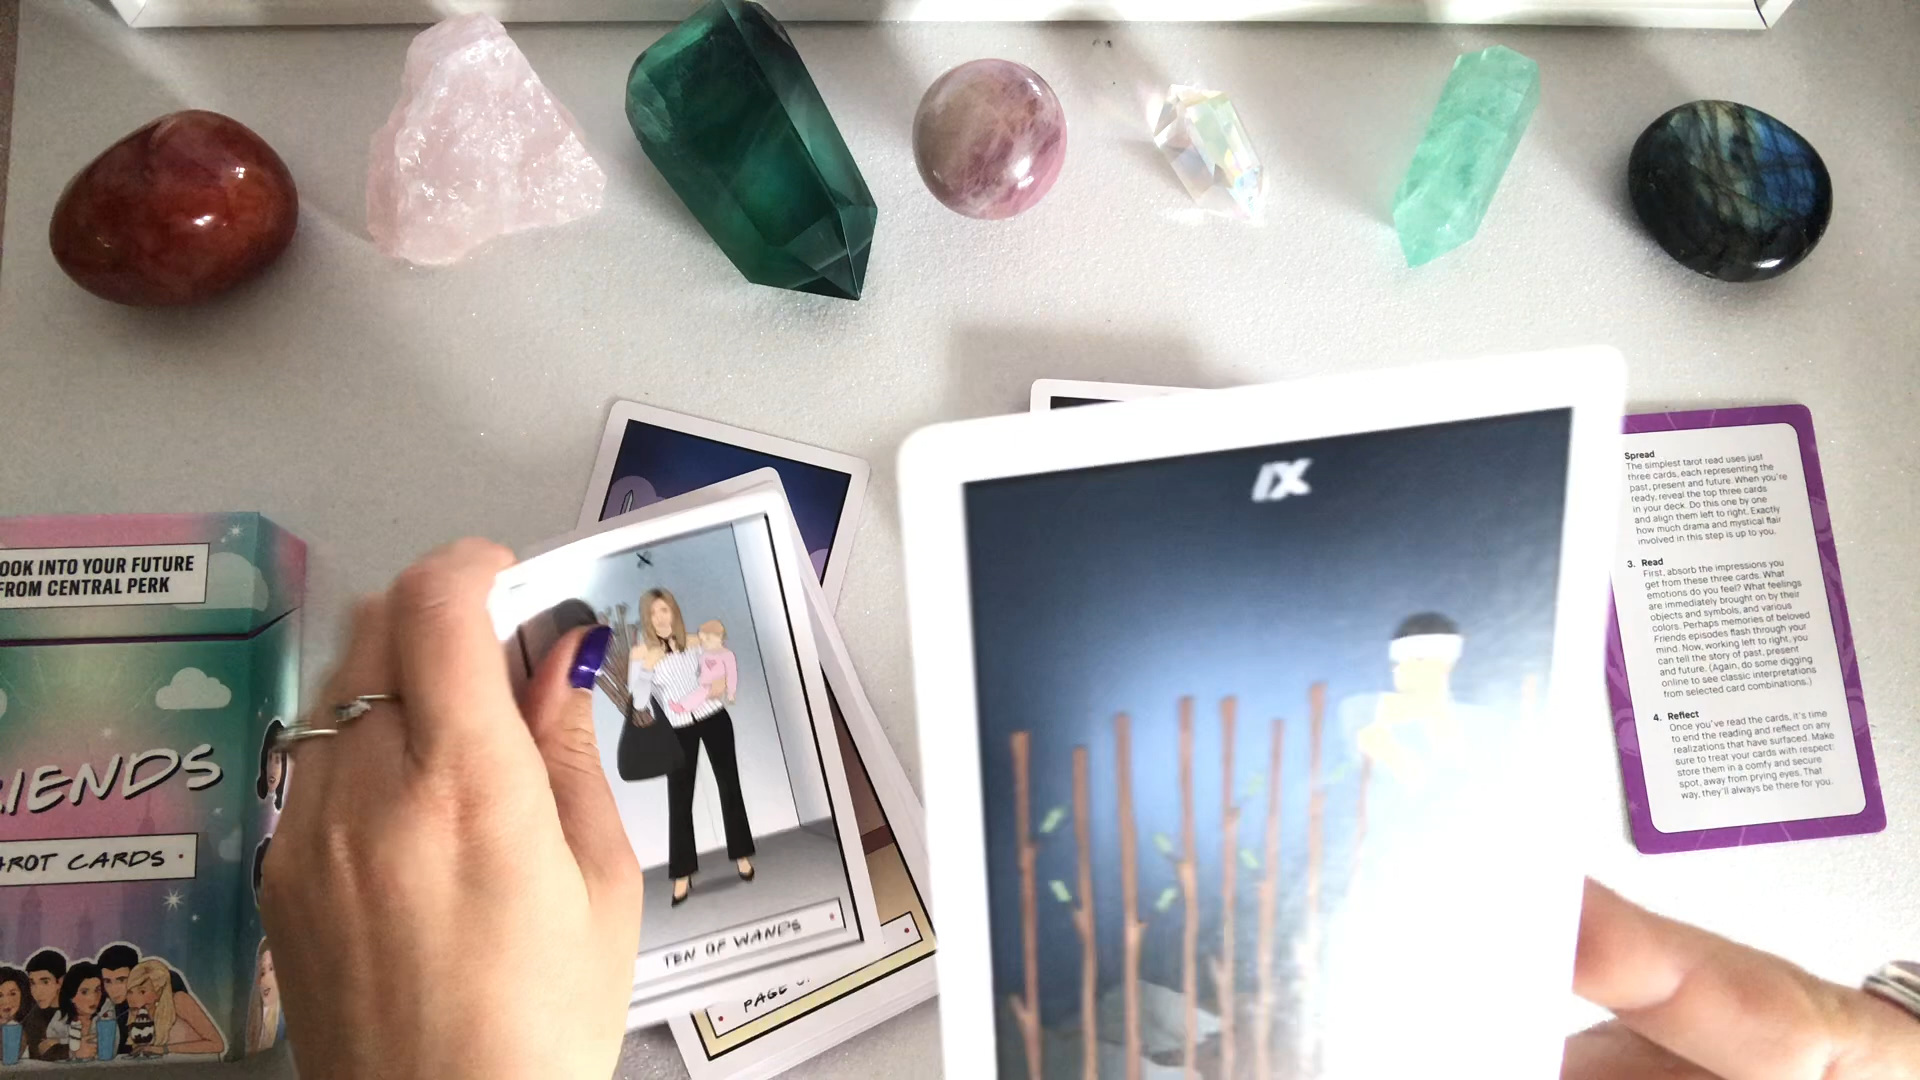 OOK INTO YOUR FUTURE
FROM CENTRAL PERK
IENDS
AROT CARDS
X
TEN OF WANDS
PAGE
IX
Spread
The simplest tarot read uses just
three cards, each representing the
past, present and future. When you're
ready, reveal the top three cards
in your deck. Do this one by one
and align them left to right. Exactly
how much drama and mystical flair
involved in this step is up to you.
3. Read
First, absorb the impressions you
get from these three cards. What
emotions do you feel? What feelings
are immediately brought on by their
objects and symbols, and various
colors. Perhaps memories of beloved
Friends episodes flash through your
mind. Now, working left to right, you
can tell the story of past, present
and future. (Again, do some digging
online to see classic interpretations
from selected card combinations.)
4. Reflect
Once you've read the cards, it's time
to end the reading and reflect on any
realizations that have surfaced. Make
sure to treat your cards with respect:
store them in a comfy and secure
spot, away from prying eyes. That
way, they'll always be there for you.